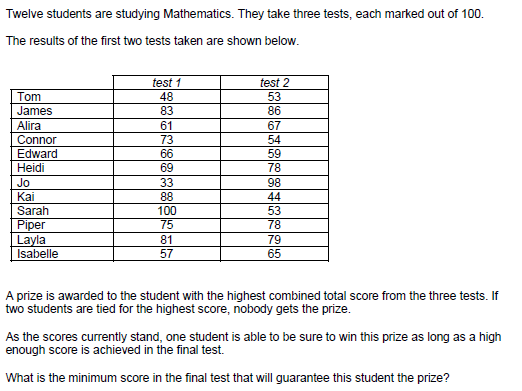 Twelve students are studying Mathematics. They take three tests, each marked out of 100.
The results of the first two tests taken are shown below.
test 1 test 2
Tom 48 53
James 83 86
Alira 61 67
Connor 73 54
Edward 66 59
Heidi 69 78
Jo 33 98
Kai 88 44
Sarah 100 53
Piper 75 78
Layla 81 79
Isabelle 57 65
A prize is awarded to the student with the highest combined total score from the three tests. If
two students are tied for the highest score, nobody gets the prize.
As the scores currently stand, one student is able to be sure to win this prize as long as a high
enough score is achieved in the final test.
What is the minimum score in the final test that will guarantee this student the prize?